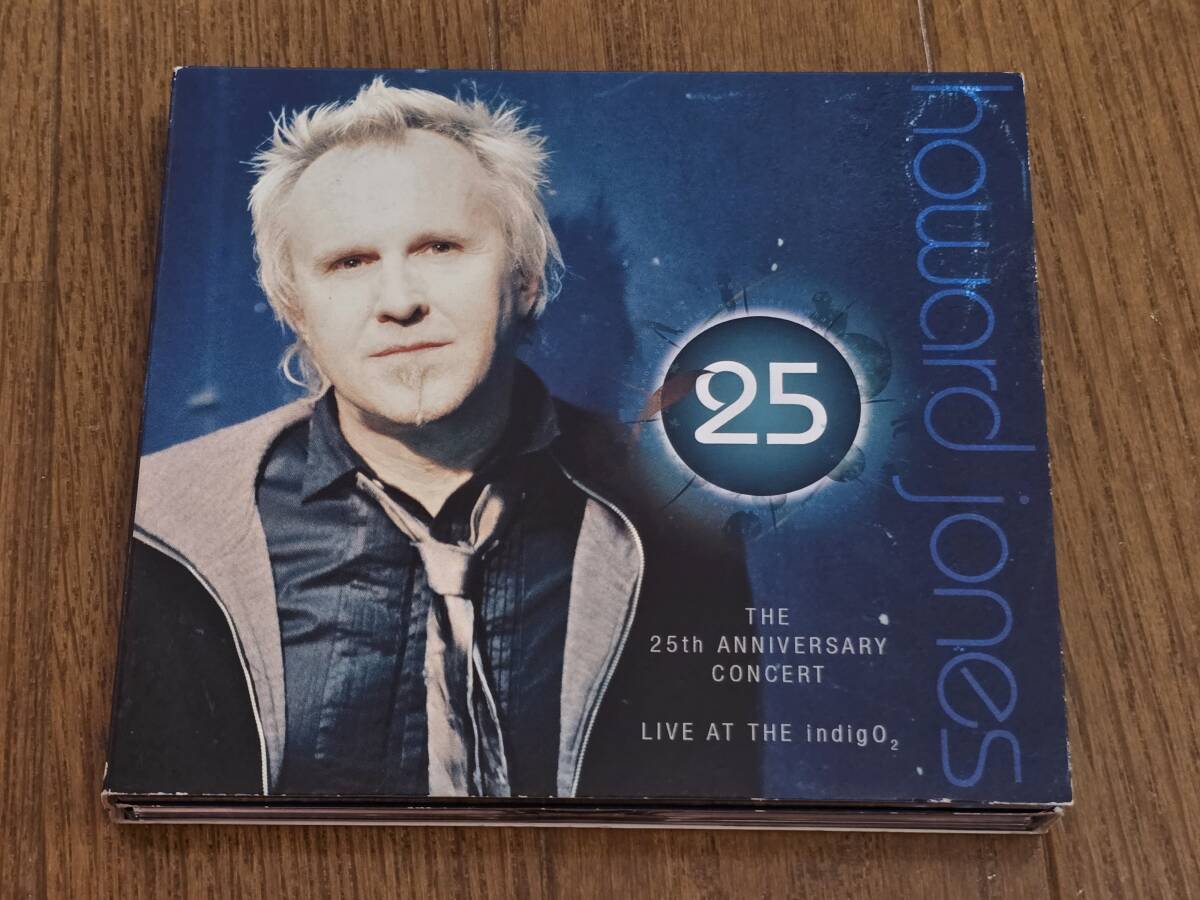 howard jones
25
THE
25th ANNIVERSARY
CONCERT
LIVE AT THE indigO₂